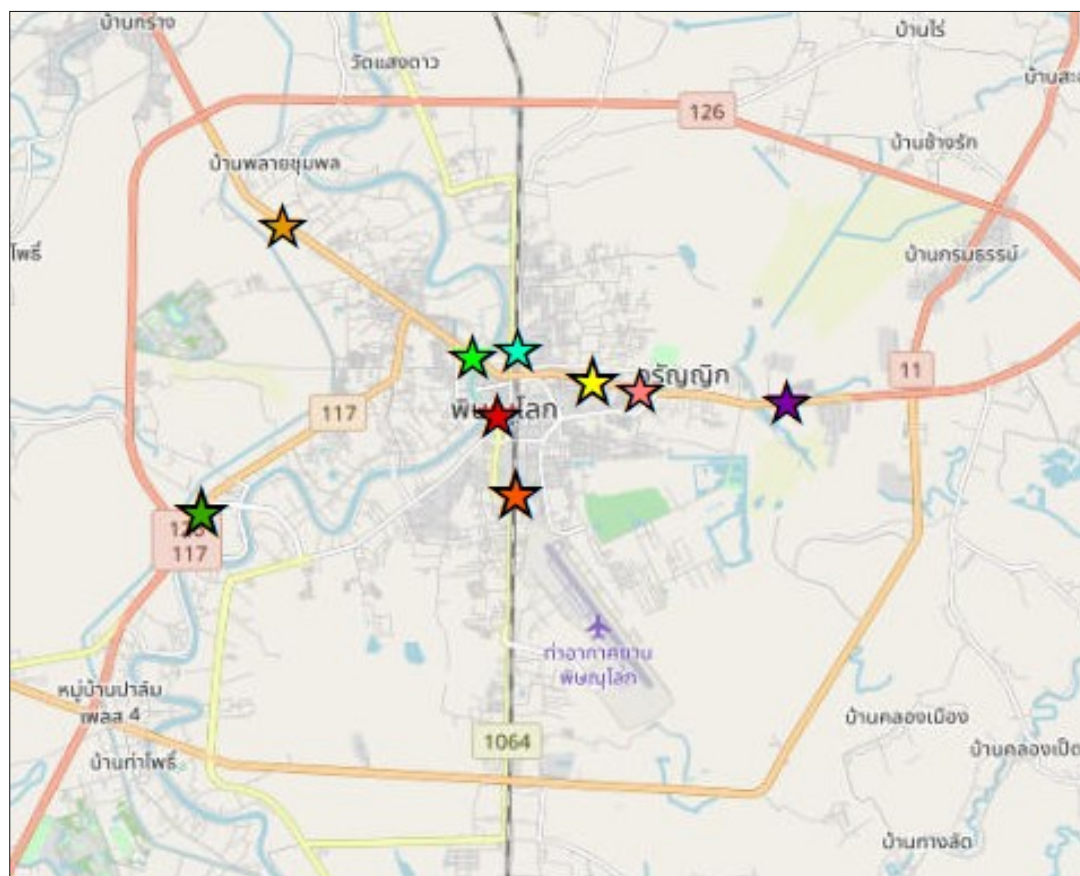 บ้านกร่าง
บ้านไร่
วัดแสงดาว
126
บ้านพลายชุมพล
บ้านช้างรัก
โพธิ์
บ้านกรมธรรม์
11
117
117
ท่าอากาศยาน
พิษณุโลก
หมู่บ้านปาล์ม
เพลส 4
บ้านคลองเมือง
1064
บ้านท่าโพธิ์
บ้านทางลัด